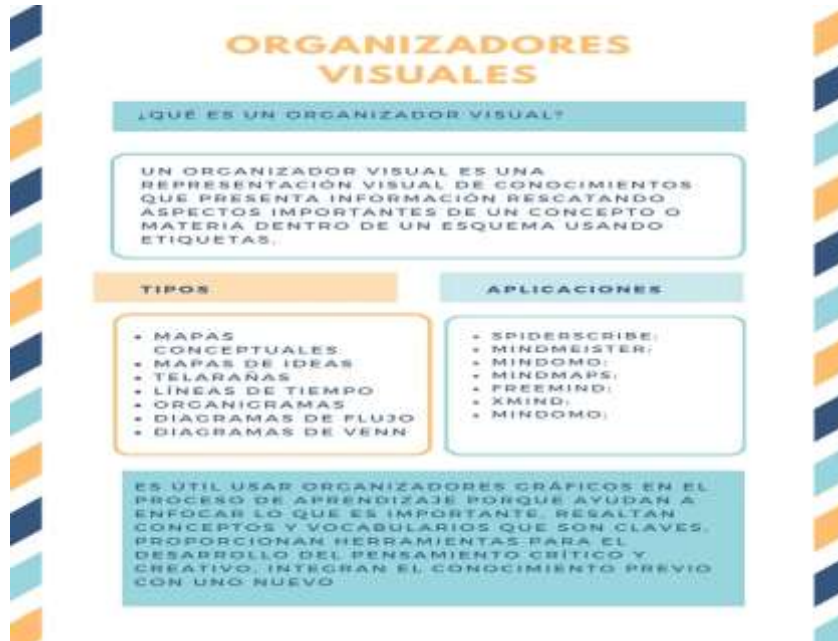 ORGANIZADORES
VISUALES
¿QUÉ ES UN ORGANIZADOR VISUAL?
UN ORGANIZADOR VISUAL ES UNA
REPRESENTACIÓN VISUAL DE CONOCIMIENTOS
QUE PRESENTA INFORMACIÓN RESCATANDO
ASPECTOS IMPORTANTES DE UN CONCEPTO O
MATERIA DENTRO DE UN ESQUEMA USANDO
ETIQUETAS.
TIPOS
• MAPAS
CONCEPTUALES
• MAPAS DE IDEAS
• TELARAÑAS
• LÍNEAS DE TIEMPO
• ORGANIGRAMAS
• DIAGRAMAS DE FLUJO
• DIAGRAMAS DE VENN
APLICACIONES
• SPIDERSCRIBE;
• MINDMEISTER;
• MINDOMO;
• MINDMAPS;
• FREEMIND;
• XMIND;
• MINDOMO;
ES ÚTIL USAR ORGANIZADORES GRÁFICOS EN EL
PROCESO DE APRENDIZAJE PORQUE AYUDAN A
ENFOCAR LO QUE ES IMPORTANTE, RESALTAN
CONCEPTOS Y VOCABULARIOS QUE SON CLAVES,
PROPORCIONAN HERRAMIENTAS PARA EL
DESARROLLO DEL PENSAMIENTO CRÍTICO Y
CREATIVO, INTEGRAN EL CONOCIMIENTO PREVIO
CON UNO NUEVO